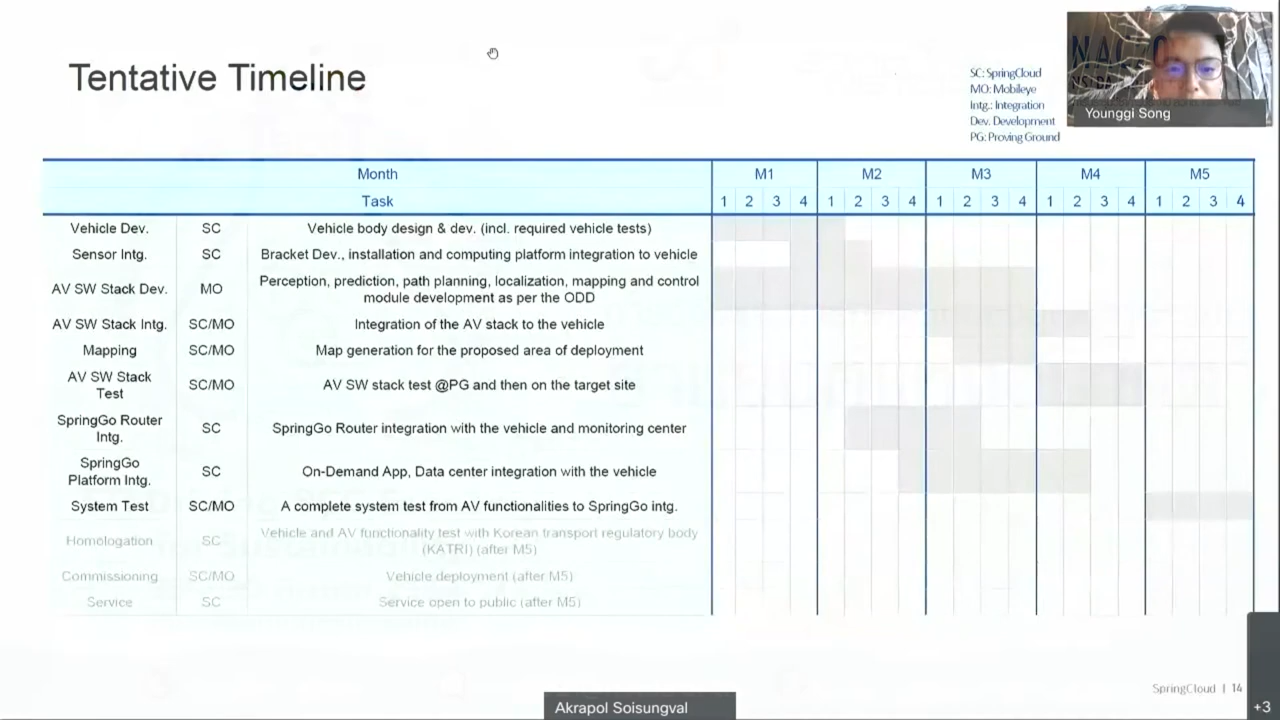 Tentative Timeline
SC: SpringCloud
MO: Mobileye
Intg.: Integration
Dev. Development
PG: Proving Ground
Younggi Song
Month M1 M2 M3 M4 M5
Task 1 2 3 4 1 2 3 4 1 2 3 4 1 2 3 4 1 2 3 4
Vehicle Dev. SC Vehicle body design & dev. (incl. required vehicle tests)
Sensor Intg. SC Bracket Dev., installation and computing platform integration to vehicle
AV SW Stack Dev. MO Perception, prediction, path planning, localization, mapping and control
module development as per the ODD
AV SW Stack Intg. SC/MO Integration of the AV stack to the vehicle
Mapping SC/MO Map generation for the proposed area of deployment
AV SW Stack
Test SC/MO AV SW stack test @PG and then on the target site
SpringGo Router
Intg. SC SpringGo Router integration with the vehicle and monitoring center
SpringGo
Platform Intg. SC On-Demand App, Data center integration with the vehicle
System Test SC/MO A complete system test from AV functionalities to SpringGo intg.
Homologation SC Vehicle and AV functionality test with Korean transport regulatory body
(KATRI) (after M5)
Commissioning SC/MO Vehicle deployment (after M5)
Service SC Service open to public (after M5)
SpringCloud | 14
Akrapol Soisungval
+3